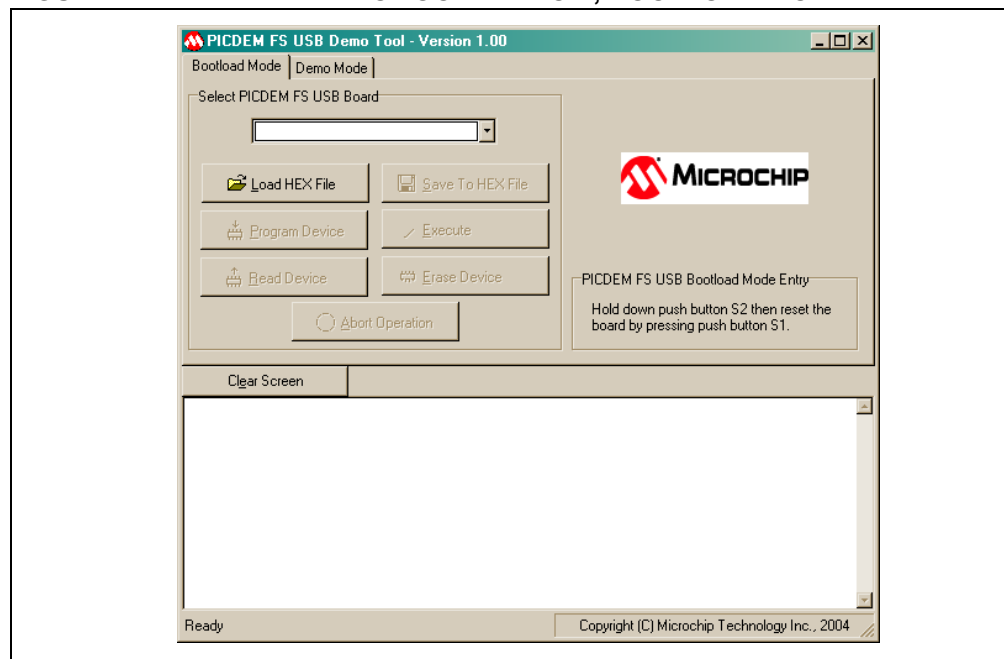 PICDEM FS USB Demo Tool - Version 1.00
Bootload Mode Demo Mode
Select PICDEM FS USB Board
Load HEX File
Save To HEX File
Program Device
Execute
Read Device
Erase Device
Abort Operation
MICROCHIP
PICDEM FS USB Bootload Mode Entry
Hold down push button S2 then reset the
board by pressing push button S1.
Clear Screen
Ready
Copyright (C) Microchip Technology Inc., 2004